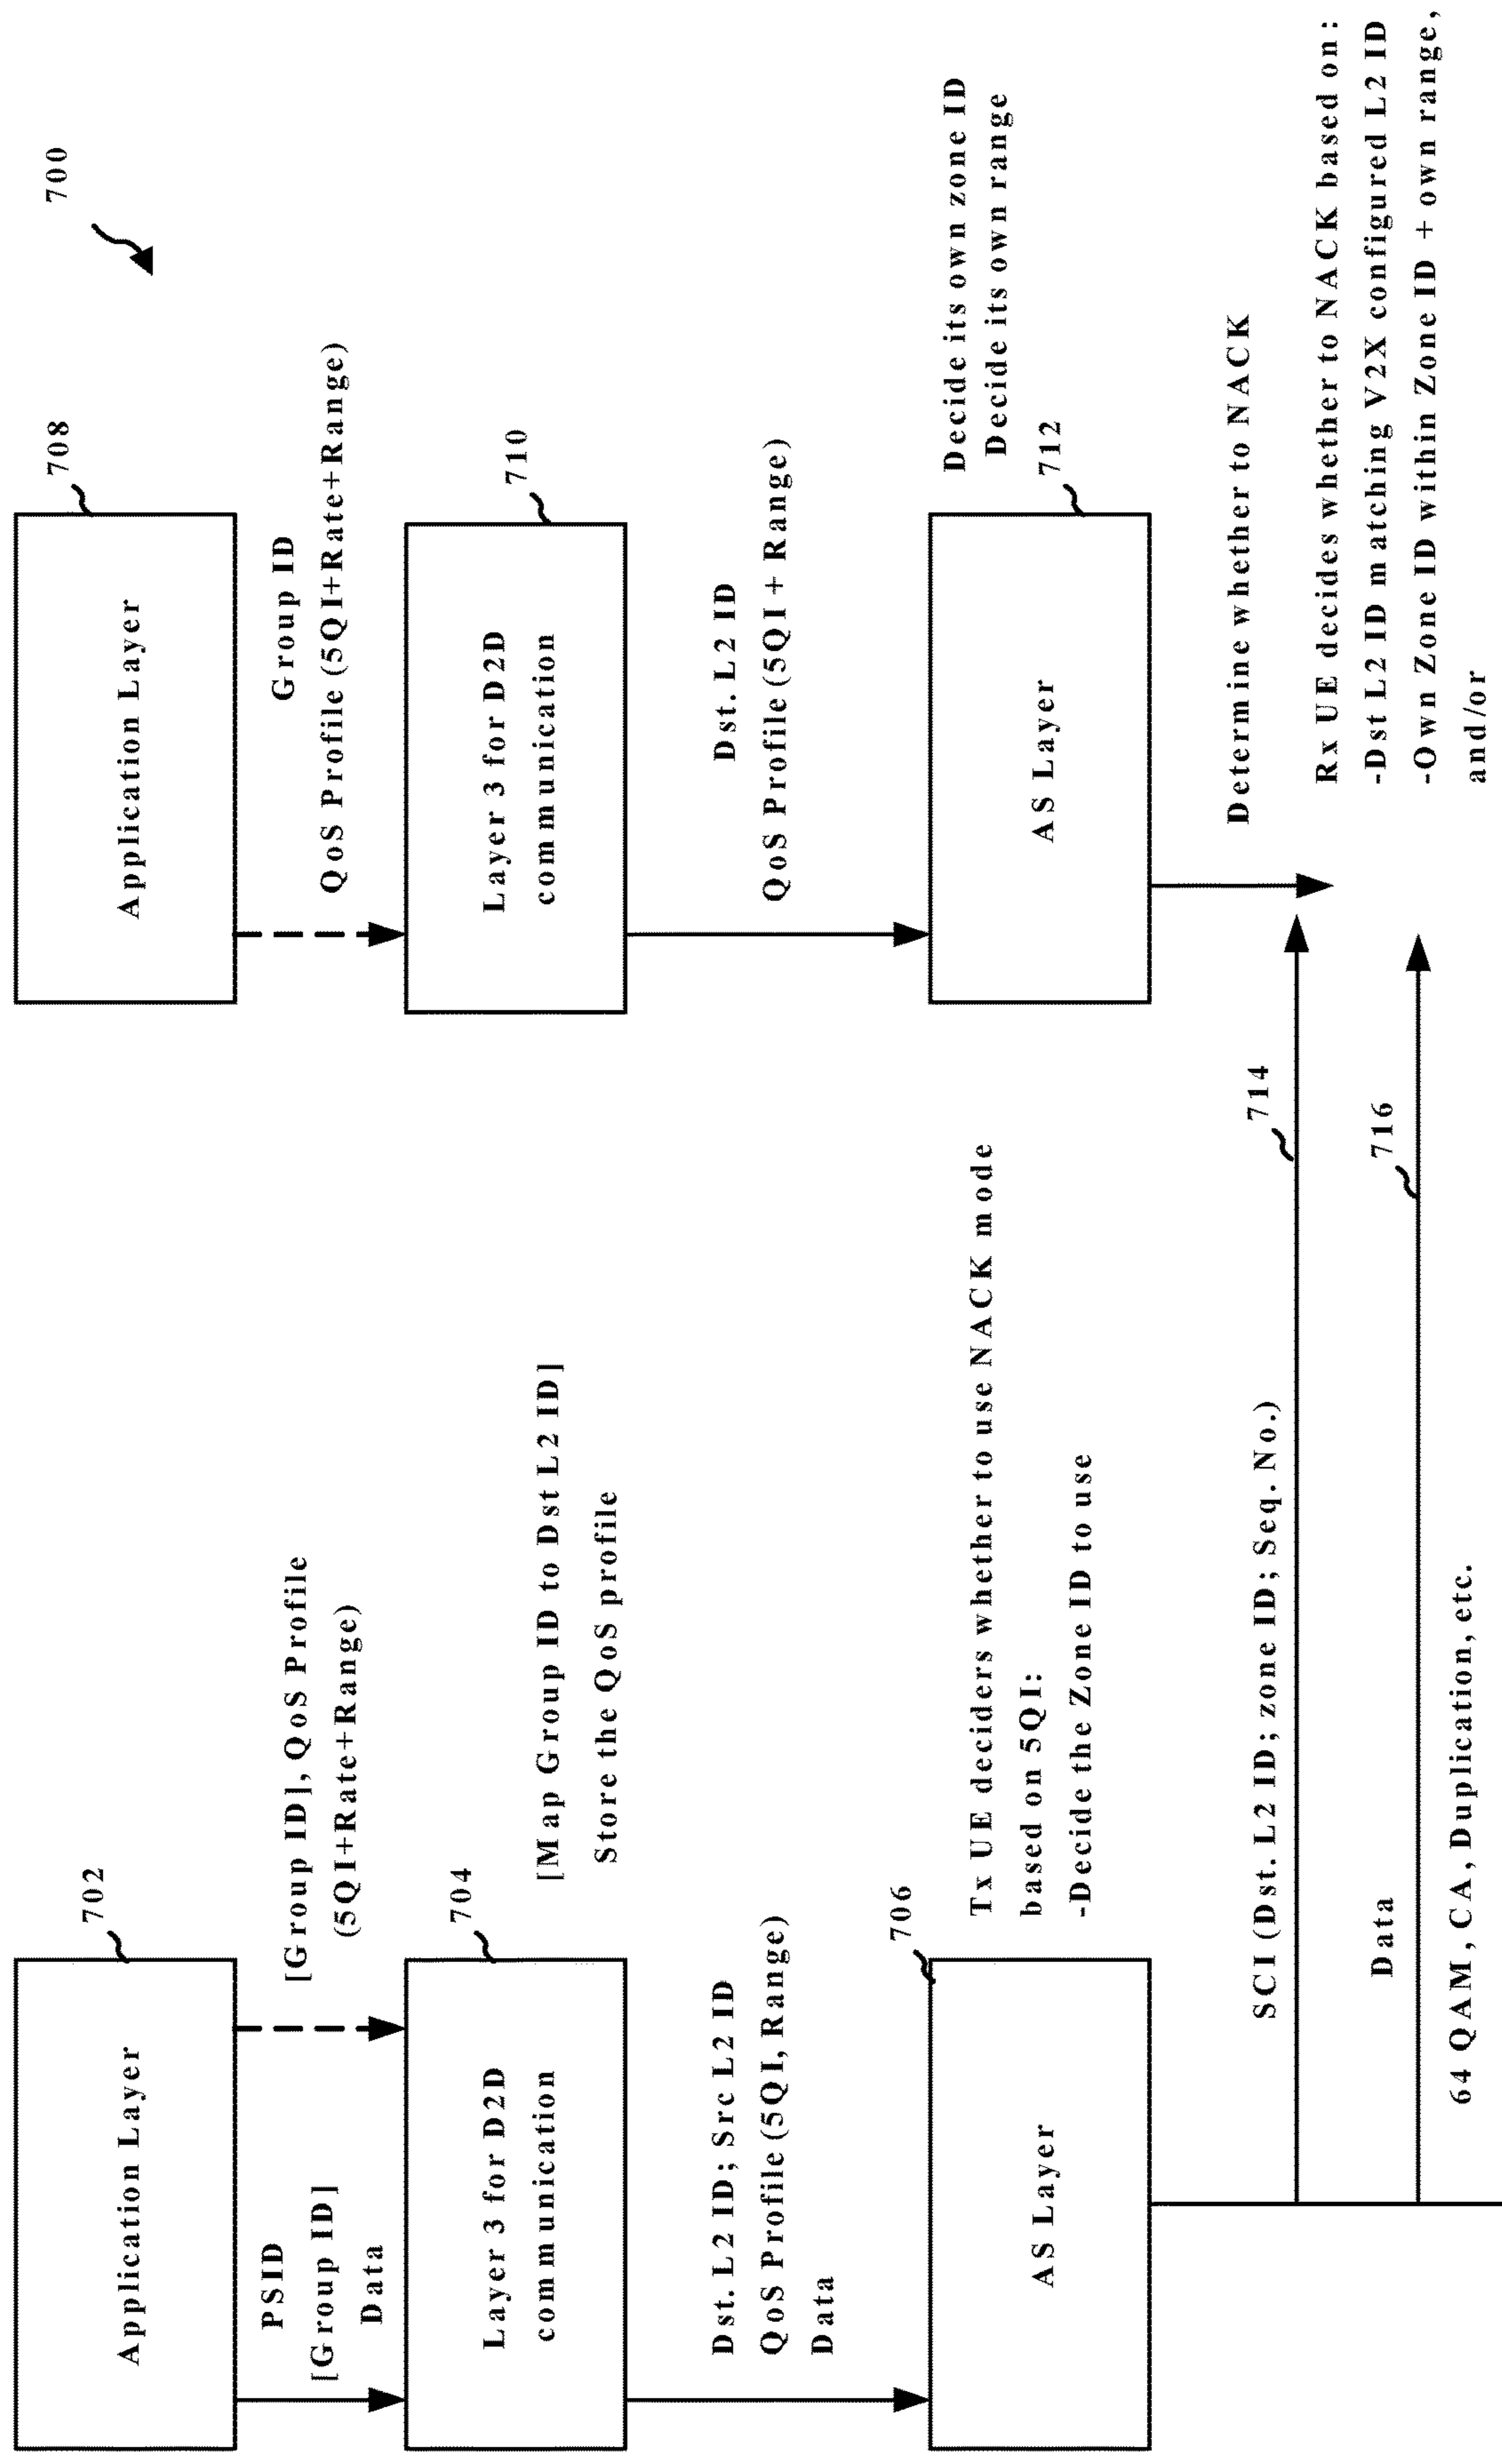 700
702
Application Layer
PSID
[Group ID]
Data
[Group ID], QoS Profile
(5QI+Rate+Range)
704
Layer 3 for D2D
communication
[Map Group ID to Dst L2 ID]
Store the QoS profile
Dst. L2 ID; Src L2 ID
QoS Profile (5QI, Range)
Data
706
AS Layer
Tx UE deciders whether to use NACK mode
based on 5QI:
-Decide the Zone ID to use
708
Application Layer
Group ID
QoS Profile (5QI+Rate+Range)
710
Layer 3 for D2D
communication
Dst. L2 ID
QoS Profile (5QI + Range)
Decide its own zone ID
Decide its own range
712
AS Layer
Determine whether to NACK
SCI (Dst. L2 ID; zone ID; Seq. No.)
714
Rx UE decides whether to NACK based on:
-Dst L2 ID matching V2X configured L2 ID
-Own Zone ID within Zone ID + own range,
and/or
Data
716
64 QAM, CA, Duplication, etc.